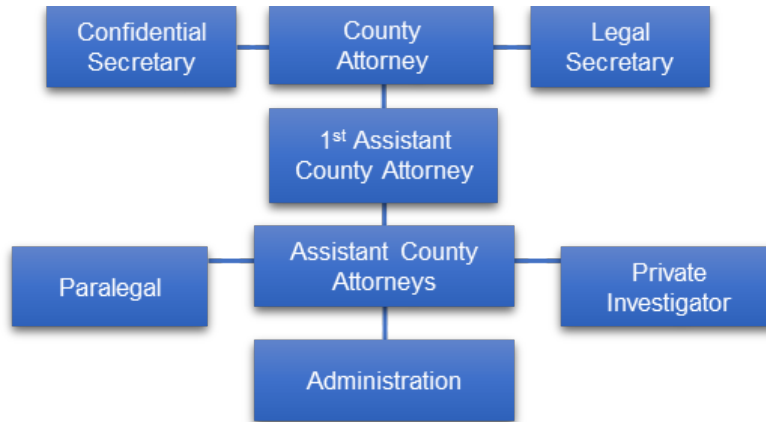 Confidential
Secretary
County
Attorney
Legal
Secretary
1st Assistant
County Attorney
Paralegal
Assistant County
Attorneys
Private
Investigator
Administration